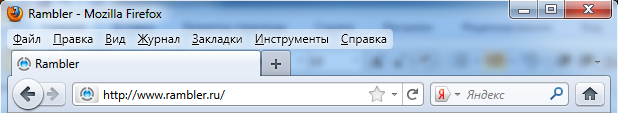 Rambler - Mozilla Firefox
Файл Правка Вид Журнал Закладки Инструменты Справка
Rambler
http://www.rambler.ru/ Я Яндекс